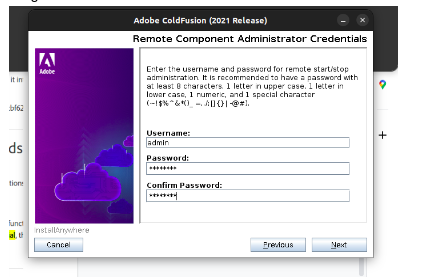 Adobe ColdFusion (2021 Release)
Remote Component Administrator Credentials
Adobe
Enter the username and password for remote start/stop
administration. It is recommended to have a password with
at least 8 characters, 1 letter in upper case, 1 letter in
lower case, 1 numeric, and 1 special character
Username:
admin
Password:
********
Confirm Password:
********
InstallAnywhere
Cancel
Previous
Next
it in
bf62
ds
tion
funct
al, th